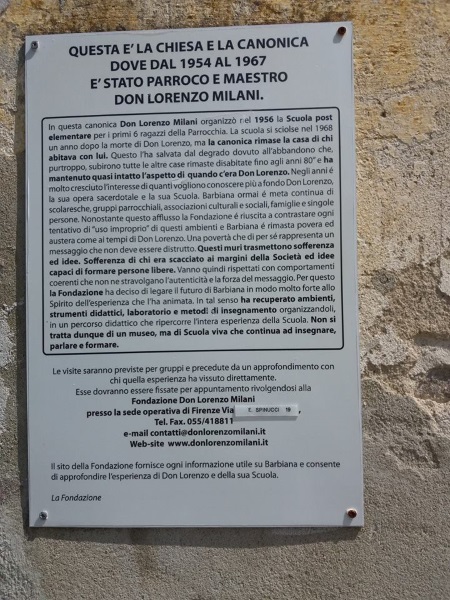 QUESTA E' LA CHIESA E LA CANONICA
DOVE DAL 1954 AL 1967
E' STATO PARROCO E MAESTRO
DON LORENZO MILANI.
In questa canonica Don Lorenzo Milani organizzò nel 1956 la Scuola post
elementare per i primi 6 ragazzi della Parrocchia. La scuola si sciolse nel 1968
un anno dopo la morte di Don Lorenzo, ma la canonica rimase la casa di chi
abitava con lui. Questo l'ha salvata dal degrado dovuto all'abbandono che,
purtroppo, subirono tutte le altre case rimaste disabitate fino agli anni 80" e ha
mantenuto quasi intatto l'aspetto di quando c'era Don Lorenzo. Negli anni é
molto cresciuto l'interesse di quanti vogliono conoscere più a fondo Don Lorenzo,
la sua opera sacerdotale e la sua Scuola. Barbiana ormai é meta continua di
scolaresche, gruppi parrocchiali, associazioni culturali e sociali, famiglie e singole
persone. Nonostante questo afflusso la Fondazione é riuscita a contrastare ogni
tentativo di "uso improprio" di questi ambienti e Barbiana é rimasta povera ed
austera come ai tempi di Don Lorenzo. Una povertà che di per sé rappresenta un
messaggio che non deve essere distrutto. Questi muri trasmettono sofferenza
ed idee. Sofferenza di chi era scacciato ai margini della Società ed idee
capaci di formare persone libere. Vanno quindi rispettati con comportamenti
coerenti che non ne stravolgano l'autenticità e la forza del messaggio. Per questo
la Fondazione ha deciso di legare il futuro di Barbiana in modo molto forte allo
Spirito dell'esperienza che l'ha animata. In tal senso ha recuperato ambienti,
strumenti didattici, laboratorio e metodi di insegnamento organizzandoli,
in un percorso didattico che ripercorre l'intera esperienza della Scuola. Non si
tratta dunque di un museo, ma di Scuola viva che continua ad insegnare,
parlare e formare.
Le visite saranno previste per gruppi e precedute da un approfondimento con
chi quella esperienza ha vissuto direttamente.
Esse dovranno essere fissate per appuntamento rivolgendosi alla
Fondazione Don Lorenzo Milani
presso la sede operativa di Firenze Via E. SPINUCCI 19,
Tel. Fax. 055/418811
e-mail contatti@donlorenzomilani.it
Web-site www.donlorenzomilani.it
Il sito della Fondazione fornisce ogni informazione utile su Barbiana e consente
di approfondire l'esperienza di Don Lorenzo e della sua Scuola.
La Fondazione